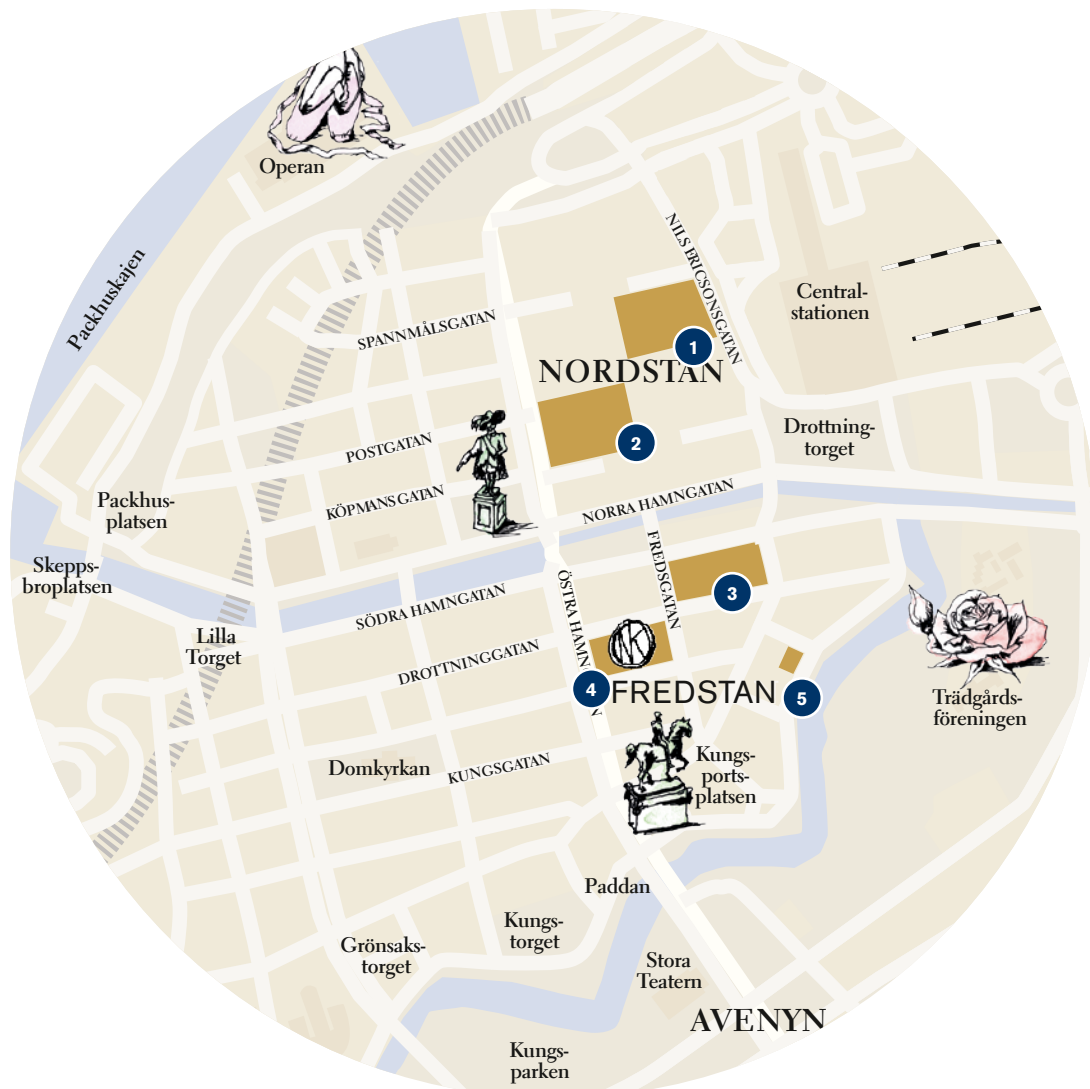 Operan
Packhuskajen
NILS ERICSONSGATAN
Central-
stationen
SPANNMÅLSGATAN
1
NORDSTAN
2
Drottning-
torget
POSTGATAN
KÖPMANSGATAN
Packhus-
platsen
NORRA HAMNGATAN
FREDSGATAN
Skepps-
broplatsen
SÖDRA HAMNGATAN
ÖSTRA HAMN
N
3
Lilla
Torget
DROTTNINGGATAN
NK
4
FREDSTAN
5
Trädgårds-
föreningen
Domkyrkan
KUNGSGATAN
Kungs-
ports-
platsen
Paddan
Kungs-
torget
Grönsaks-
torget
Stora
Teatern
AVENYN
Kungs-
parken